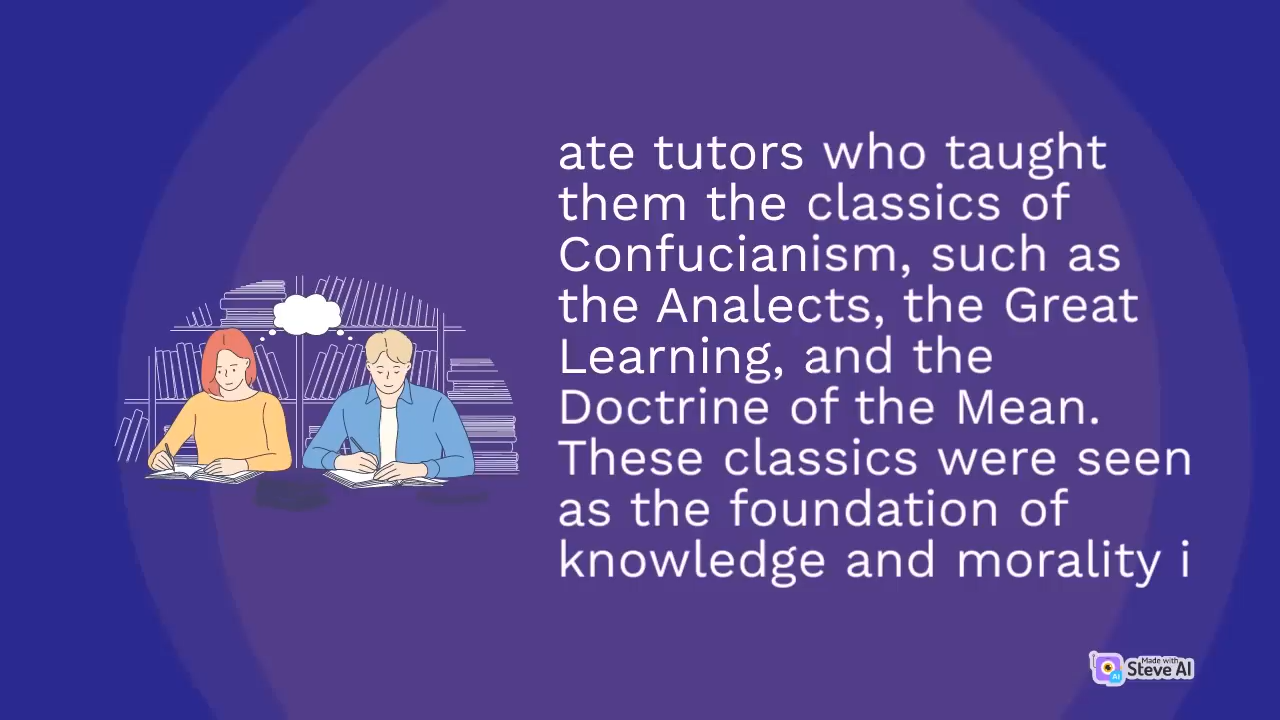 ate tutors who taught
them the classics of
Confucianism, such as
the Analects, the Great
Learning, and the
Doctrine of the Mean.
These classics were seen
as the foundation of
knowledge and morality i
Made with
Steve AI
AI